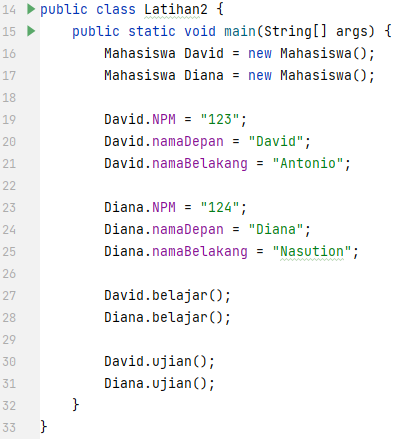 14 public class Latihan2 {
15 public static void main(String[] args) {
16 Mahasiswa David = new Mahasiswa();
17 Mahasiswa Diana = new Mahasiswa();
18
19 David.NPM = "123";
20 David.namaDepan = "David";
21 David.namaBelakang = "Antonio";
22
23 Diana.NPM = "124";
24 Diana.namaDepan = "Diana";
25 Diana.namaBelakang = "Nasution";
26
27 David.belajar();
28 Diana.belajar();
29
30 David.ujian();
31 Diana.ujian();
32 }
33 }